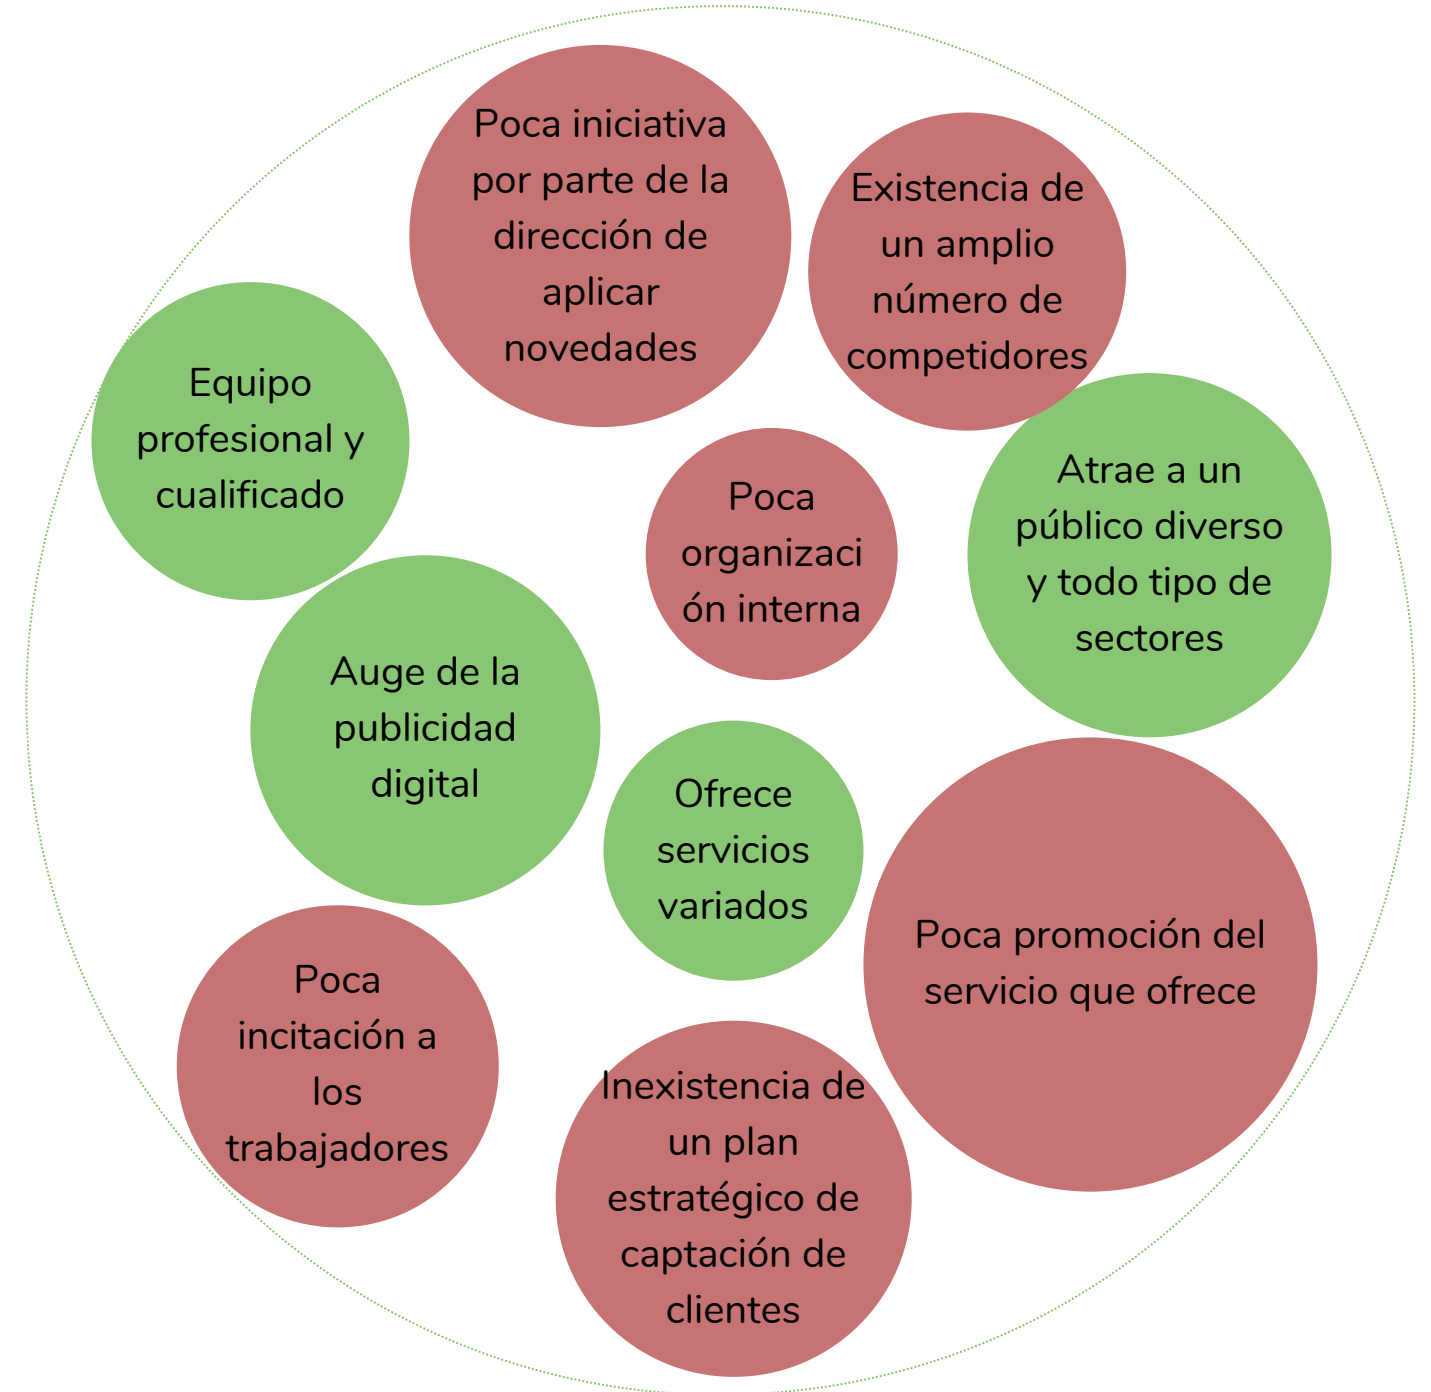 Poca iniciativa
por parte de la
dirección de
aplicar
novedades
Existencia de
un amplio
número de
competidores
Equipo
profesional y
cualificado
Atrae a un
público diverso
y todo tipo de
sectores
Poca
organizaci
ón interna
Auge de la
publicidad
digital
Ofrece
servicios
variados
Poca promoción del
servicio que ofrece
Poca
incitación a
los
trabajadores
Inexistencia de
un plan
estratégico de
captación de
clientes